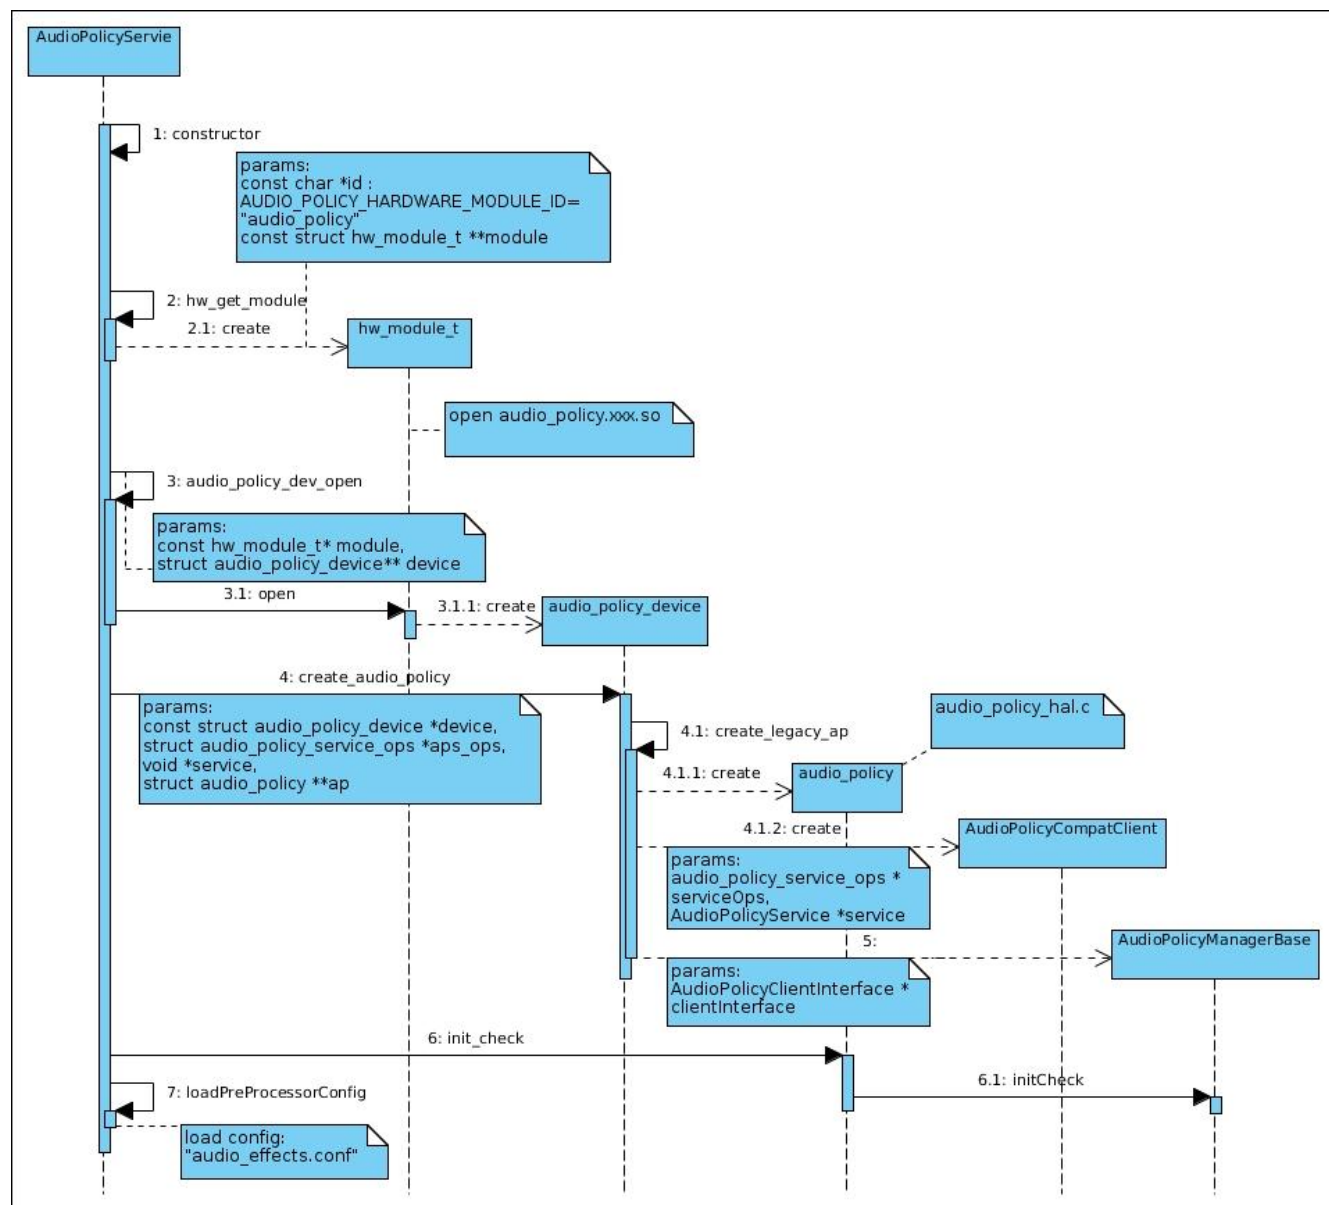 AudioPolicyServie
1: constructor
params:
const char *id :
AUDIO_POLICY_HARDWARE_MODULE_ID=
"audio_policy"
const struct hw_module_t **module
2: hw_get_module
2.1: create
hw_module_t
open audio_policy.xxx.so
3: audio_policy_dev_open
params:
const hw_module_t* module,
struct audio_policy_device** device
3.1: open
3.1.1: create
audio_policy_device
4: create_audio_policy
params:
const struct audio_policy_device *device,
struct audio_policy_service_ops *aps_ops,
void *service,
struct audio_policy **ap
audio_policy_hal.c
4.1: create_legacy_ap
4.1.1: create
audio_policy
4.1.2: create
AudioPolicyCompatClient
params:
audio_policy_service_ops *
serviceOps,
AudioPolicyService *service
5:
AudioPolicyManagerBase
params:
AudioPolicyClientInterface *
clientInterface
6: init_check
6.1: initCheck
7: loadPreProcessorConfig
load config:
"audio_effects.conf"